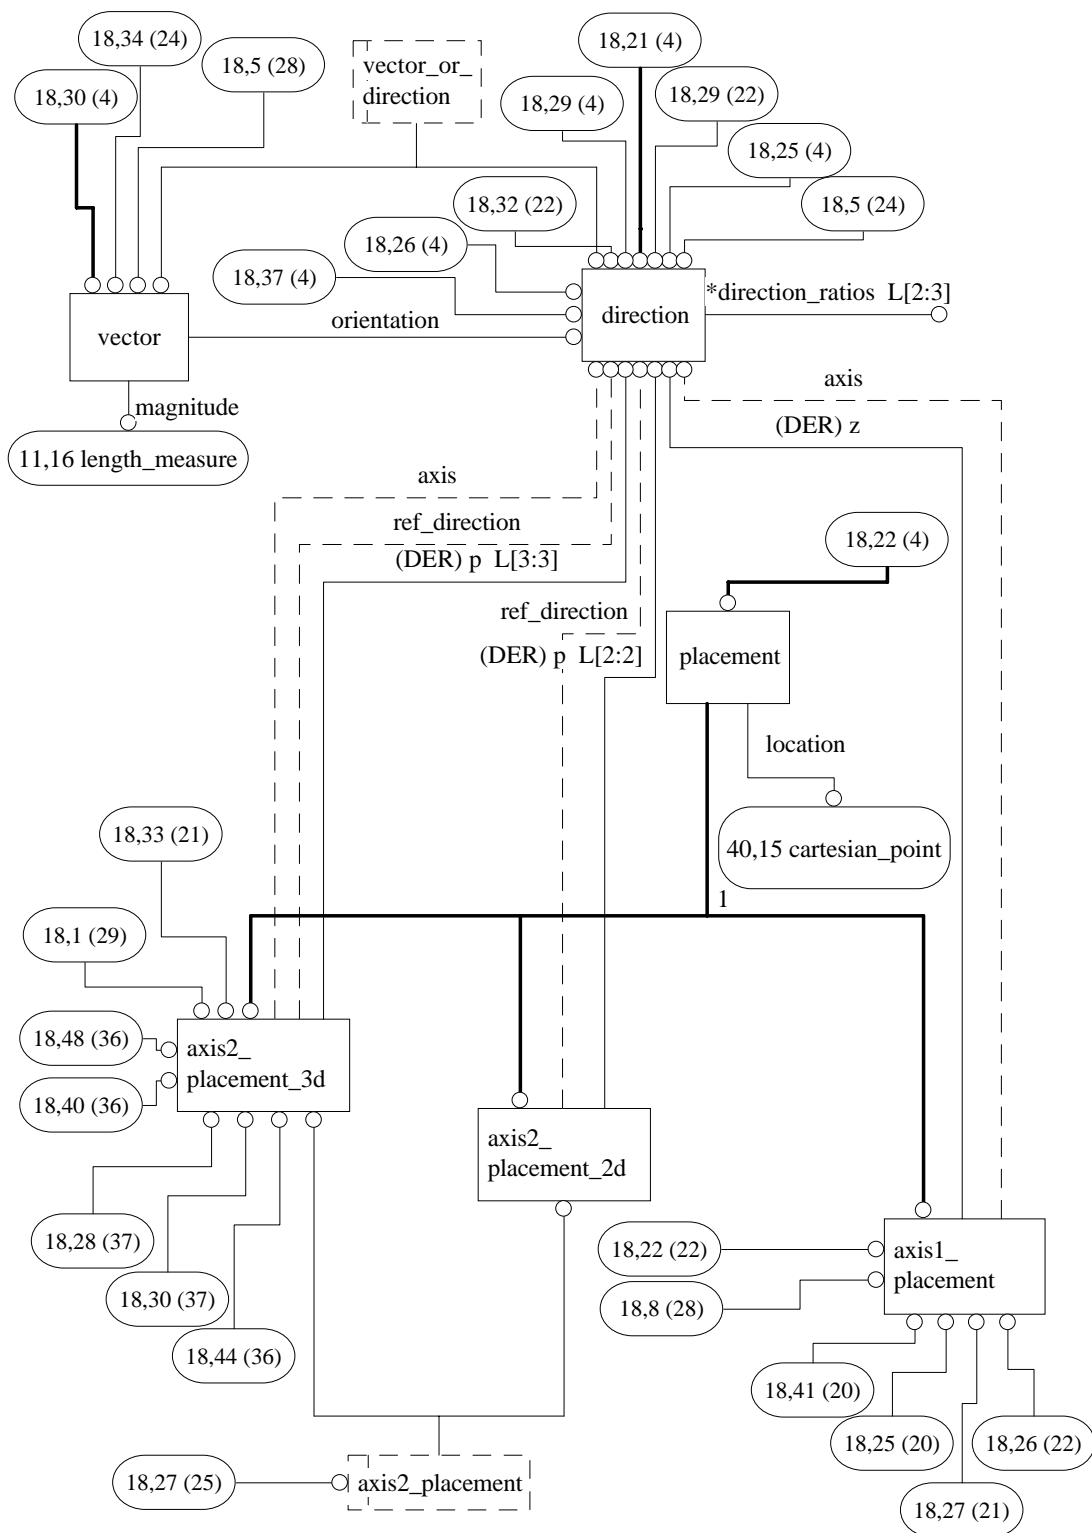 18,34 (24)
18,21 (4)
18,5 (28)
vector_or_
direction
18,30 (4)
18,29 (4)
18,29 (22)
18,25 (4)
18,32 (22)
18,5 (24)
18,26 (4)
18,37 (4)
*direction_ratios L[2:3]
orientation
direction
vector
magnitude
axis
(DER) z
11,16 length_measure
axis
ref_direction
(DER) p L[3:3]
18,22 (4)
ref_direction
(DER) p L[2:2]
placement
location
18,33 (21)
40,15 cartesian_point
1
18,1 (29)
18,48 (36)
axis2_
placement_3d
18,40 (36)
axis2_
placement_2d
18,28 (37)
18,22 (22)
axis1_
placement
18,30 (37)
18,8 (28)
18,44 (36)
18,41 (20)
18,25 (20)
18,26 (22)
18,27 (25)
axis2_placement
18,27 (21)